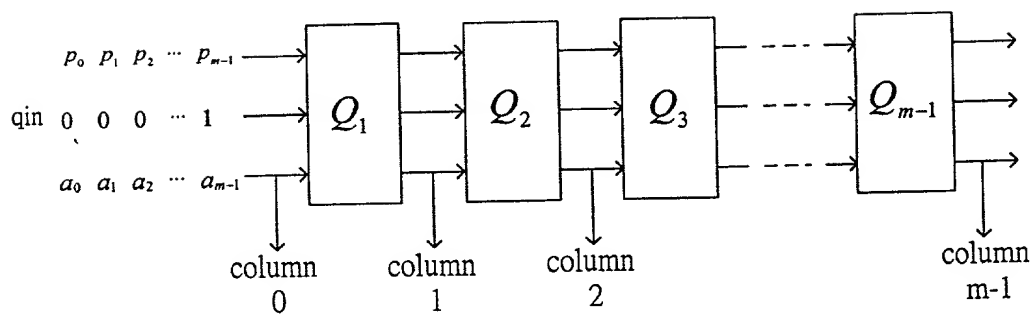 p₀ p₁ p₂ ... pₘ₋₁
qin 0 0 0 ... 1
a₀ a₁ a₂ ... aₘ₋₁
Q₁ Q₂ Q₃ Qₘ₋₁
column 0
column 1
column 2
column m-1